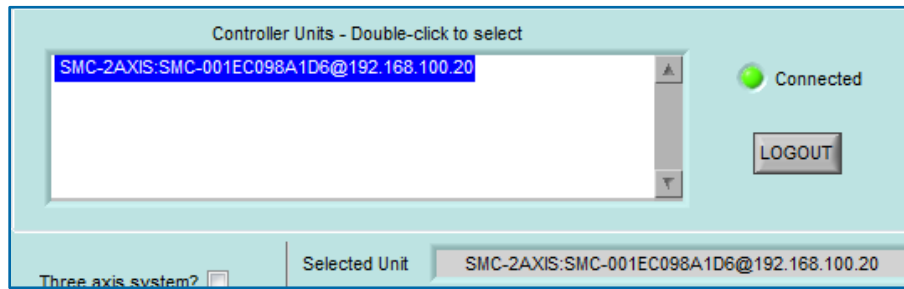 Controller Units - Double-click to select
SMC-2AXIS:SMC-001EC098A1D6@192.168.100.20
Connected
LOGOUT
Selected Unit
SMC-2AXIS:SMC-001EC098A1D6@192.168.100.20
Three axis system?